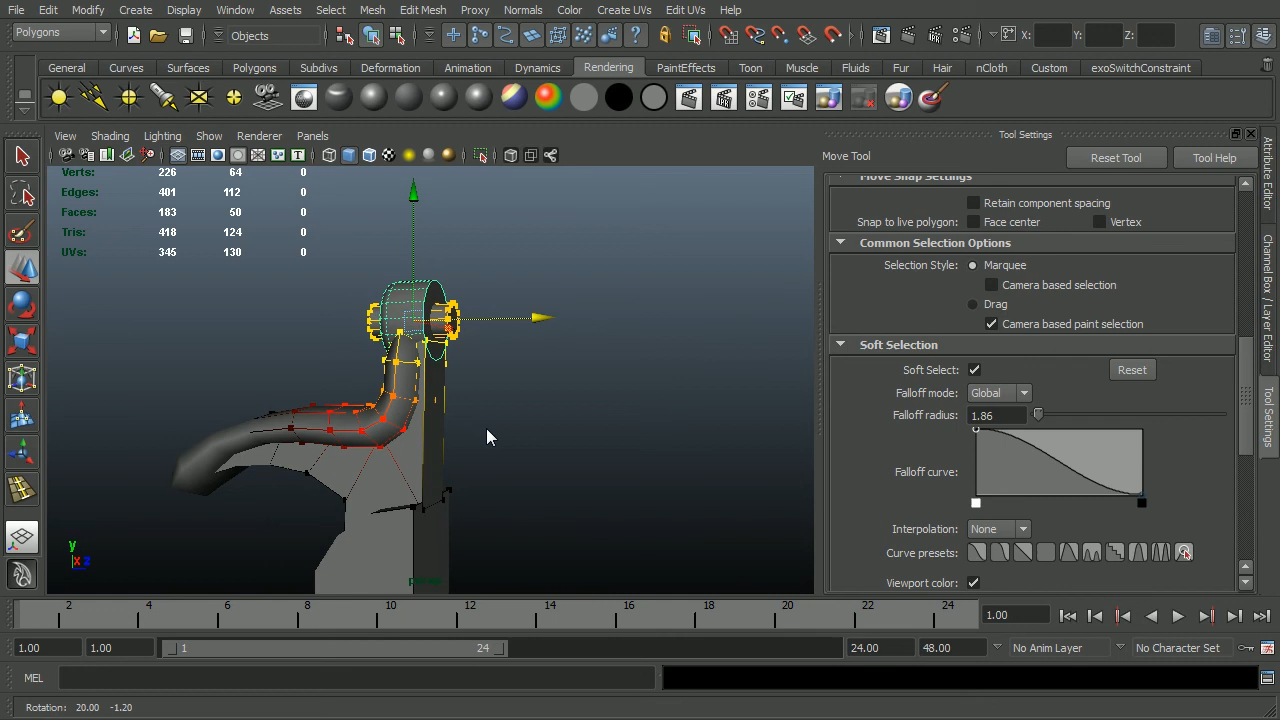 File Edit Modify Create Display Window Assets Select Mesh Edit Mesh Proxy Normals Color Create UVs Edit UVs Help
Polygons Objects X: Y: Z:
General Curves Surfaces Polygons Subdivs Deformation Animation Dynamics Rendering PaintEffects Toon Muscle Fluids Fur Hair nCloth Custom exoSwitchConstraint
View Shading Lighting Show Renderer Panels
Tool Settings
Move Tool Reset Tool Tool Help
Verts: 226 64 0
Edges: 401 112 0
Faces: 183 50 0
Tris: 418 124 0
UVs: 345 130 0
Move Snap Settings
Retain component spacing
Snap to live polygon: Face center Vertex
Common Selection Options
Selection Style: Marquee
Camera based selection
Drag
Camera based paint selection
Soft Selection
Soft Select: Reset
Falloff mode: Global
Falloff radius: 1.86
Falloff curve:
Interpolation: None
Curve presets:
Viewport color:
Attribute Editor
Channel Box / Layer Editor
Tool Settings
y
x z
persp
2 4 6 8 10 12 14 16 18 20 22 24 1.00
1.00 1.00 1 24 24.00 48.00 No Anim Layer No Character Set
MEL
Rotation: 20.00 -1.20